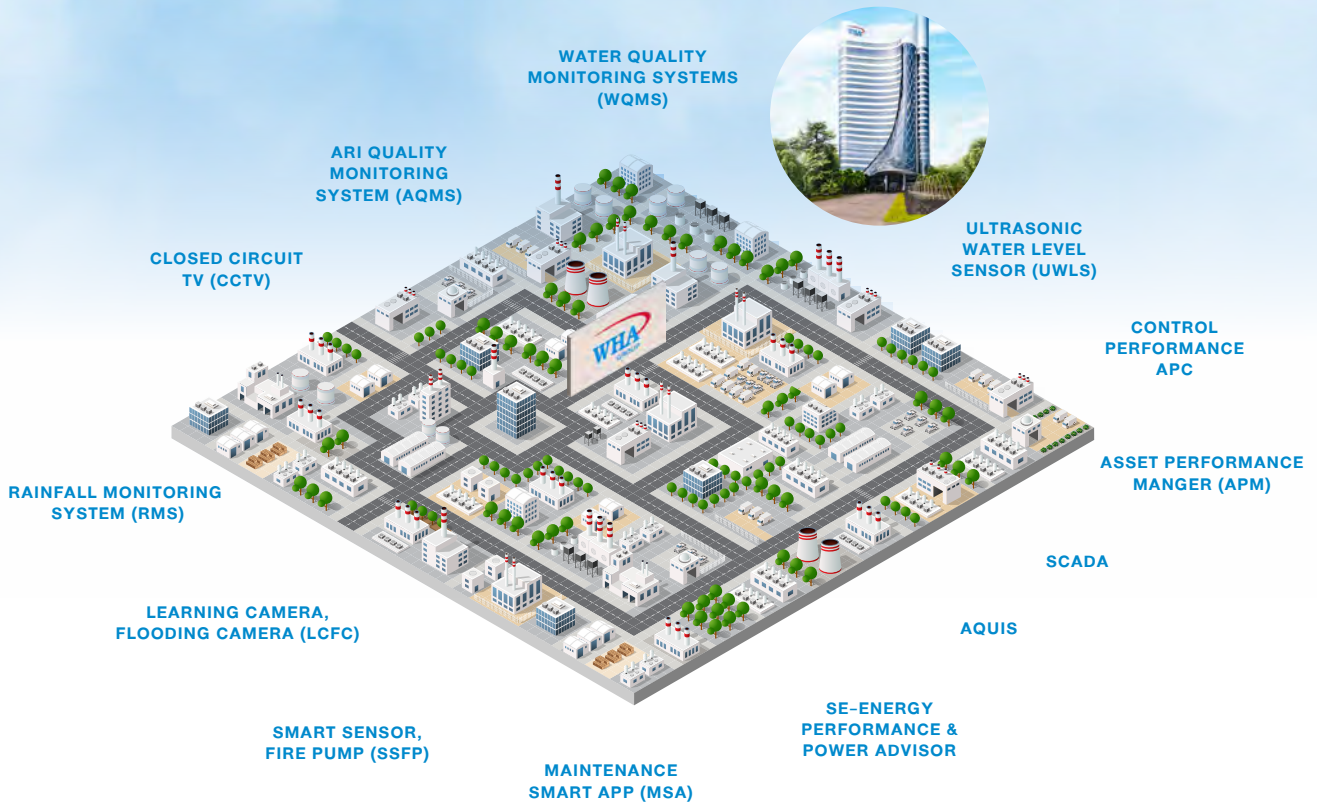 WATER QUALITY
MONITORING SYSTEMS
(WQMS)
WHA
ARI QUALITY
MONITORING
SYSTEM (AQMS)
ULTRASONIC
WATER LEVEL
SENSOR (UWLS)
CLOSED CIRCUIT
TV (CCTV)
WHA
GROUP
CONTROL
PERFORMANCE
APC
ASSET PERFORMANCE
MANGER (APM)
RAINFALL MONITORING
SYSTEM (RMS)
SCADA
LEARNING CAMERA,
FLOODING CAMERA (LCFC)
AQUIS
SE-ENERGY
PERFORMANCE &
POWER ADVISOR
SMART SENSOR,
FIRE PUMP (SSFP)
MAINTENANCE
SMART APP (MSA)